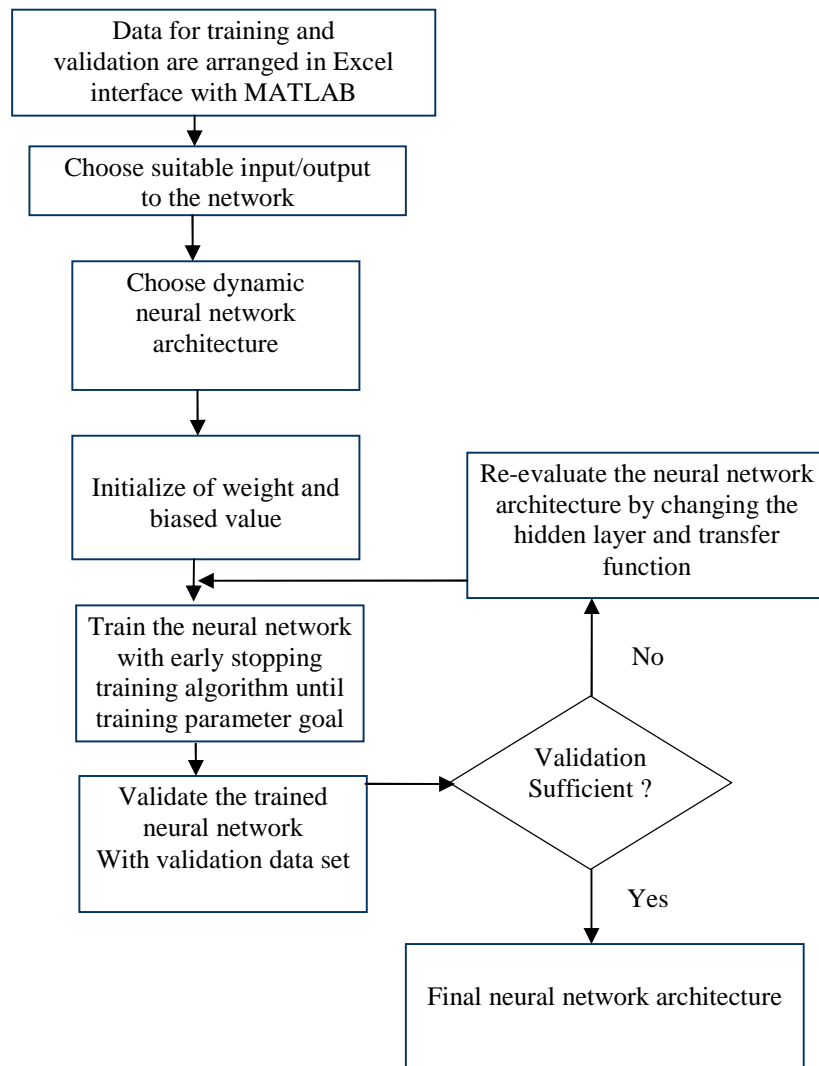 Data for training and
validation are arranged in Excel
interface with MATLAB
Choose suitable input/output
to the network
Choose dynamic
neural network
architecture
Initialize of weight and
biased value
Re-evaluate the neural network
architecture by changing the
hidden layer and transfer
function
Train the neural network
with early stopping
training algorithm until
training parameter goal
No
Validation
Sufficient ?
Validate the trained
neural network
With validation data set
Yes
Final neural network architecture